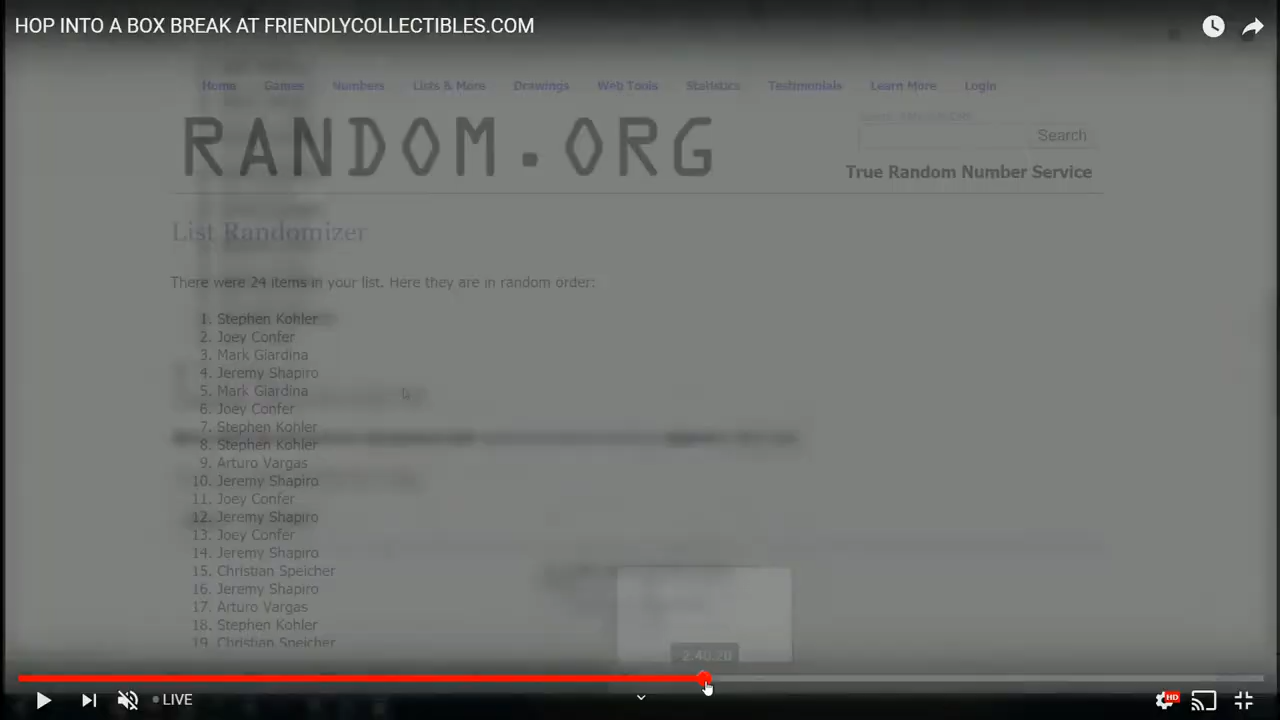 HOP INTO A BOX BREAK AT FRIENDLYCOLLECTIBLES.COM
Home Games Numbers Lists & More Drawings Web Tools Statistics Testimonials Learn More Login
RANDOM.ORG
Search
True Random Number Service
List Randomizer
There were 24 items in your list. Here they are in random order:
1. Stephen Kohler
2. Joey Confer
3. Mark Giardina
4. Jeremy Shapiro
5. Mark Giardina
6. Joey Confer
7. Stephen Kohler
8. Stephen Kohler
9. Arturo Vargas
10. Jeremy Shapiro
11. Joey Confer
12. Jeremy Shapiro
13. Joey Confer
14. Jeremy Shapiro
15. Christian Speicher
16. Jeremy Shapiro
17. Arturo Vargas
18. Stephen Kohler
19. Christian Speicher
2:40:20
LIVE
HD